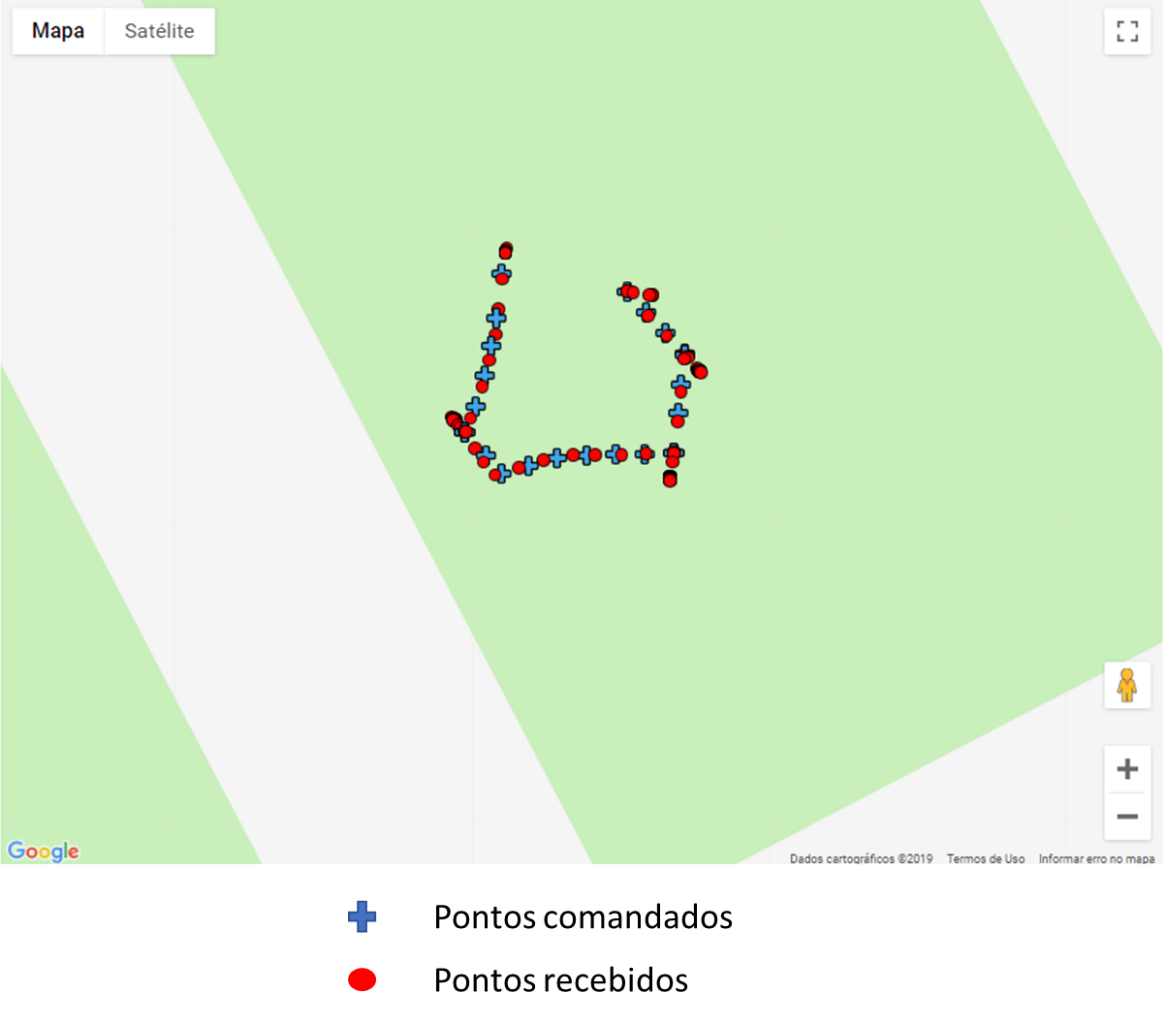 Mapa Satélite
Google
Dados cartográficos ©2019 Termos de Uso Informar erro no mapa
Pontos comandados
Pontos recebidos